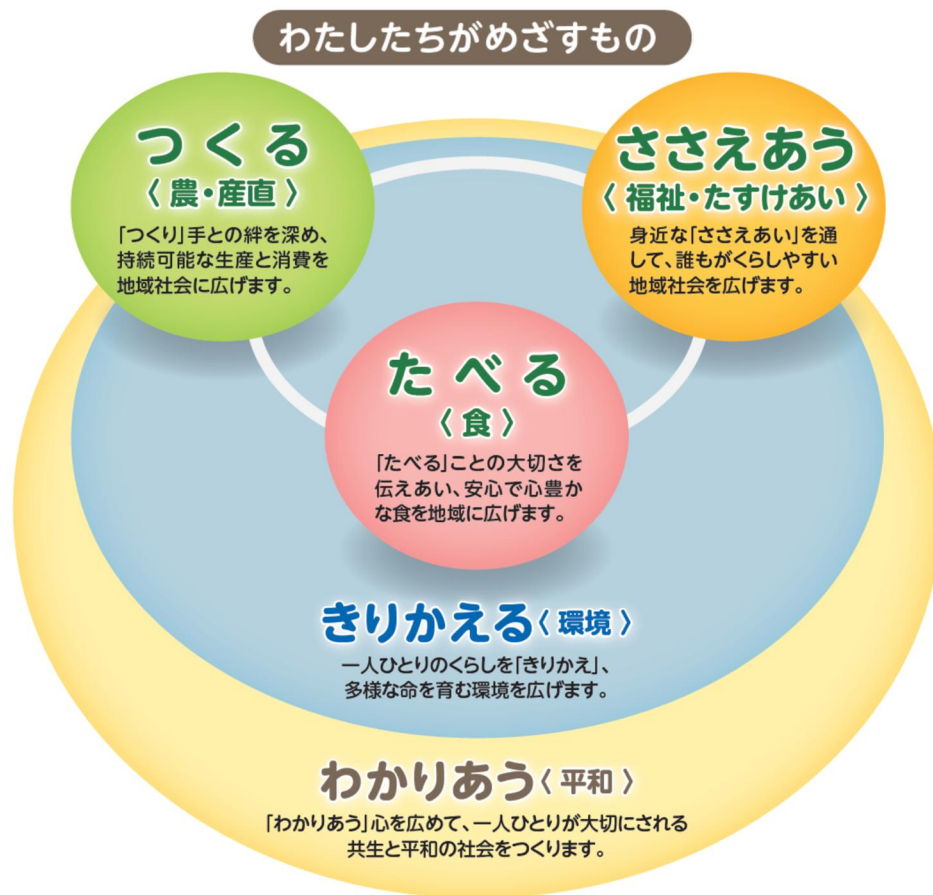 わたしたちがめざすもの
つくる
〈 農・産直 〉
「つくり」手との絆を深め、
持続可能な生産と消費を
地域社会に広げます。
ささえあう
〈 福祉・たすけあい 〉
身近な「ささえあい」を通
して、誰もがくらしやすい
地域社会を広げます。
たべる
〈 食 〉
「たべる」ことの大切さを
伝えあい、安心で心豊か
な食を地域に広げます。
きりかえる〈 環境 〉
一人ひとりのくらしを「きりかえ」、
多様な命を育む環境を広げます。
わかりあう〈 平和 〉
「わかりあう」心を広めて、一人ひとりが大切にされる
共生と平和の社会をつくります。